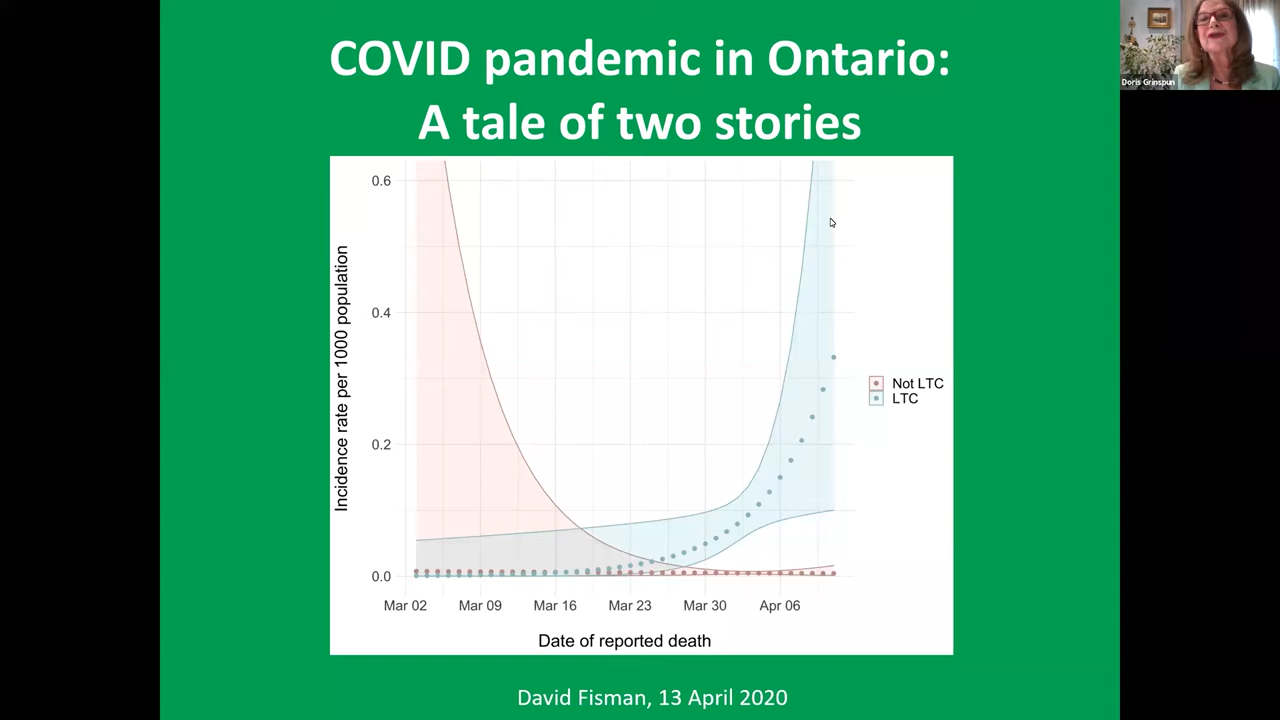 COVID pandemic in Ontario:
A tale of two stories
Doris Grinspun
0.6
0.4
0.2
0.0
Incidence rate per 1000 population
Not LTC
LTC
Mar 02 Mar 09 Mar 16 Mar 23 Mar 30 Apr 06
Date of reported death
David Fisman, 13 April 2020